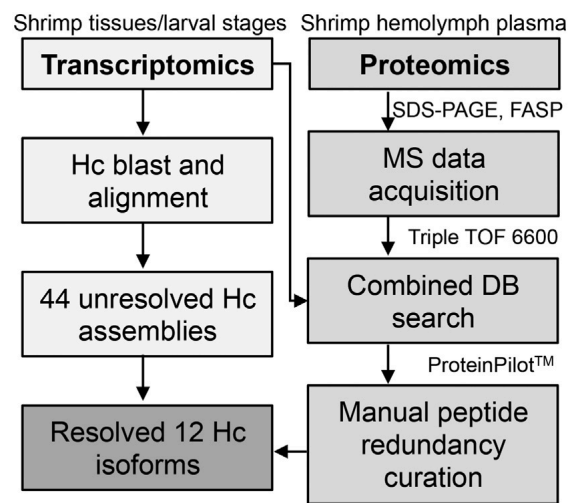 Shrimp tissues/larval stages
Transcriptomics
Hc blast and
alignment
44 unresolved Hc
assemblies
Resolved 12 Hc
isoforms
Shrimp hemolymph plasma
Proteomics
SDS-PAGE, FASP
MS data
acquisition
Triple TOF 6600
Combined DB
search
ProteinPilot™
Manual peptide
redundancy
curation